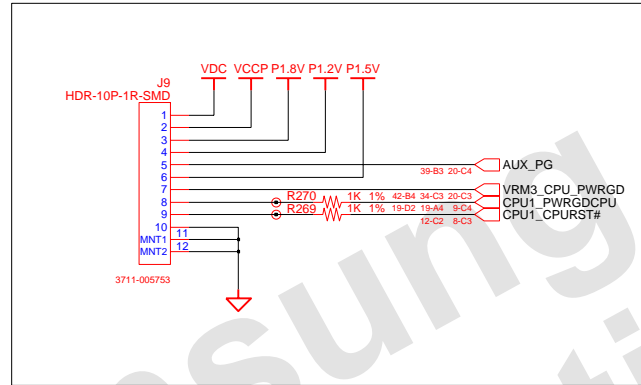 VDC VCCP P1.8V P1.2V P1.5V
J9
HDR-10P-1R-SMD
1
2
3
4
5 39-B3 20-C4 AUX_PG
6
7 VRM3_CPU_PWRGD
8 R270 1K 1% 42-B4 34-C3 20-C3 CPU1_PWRGDCPU
9 R269 1K 1% 19-D2 19-A4 9-C4 CPU1_CPURST#
12-C2 8-C3
10
MNT1 11
MNT2 12
3711-005753
sung